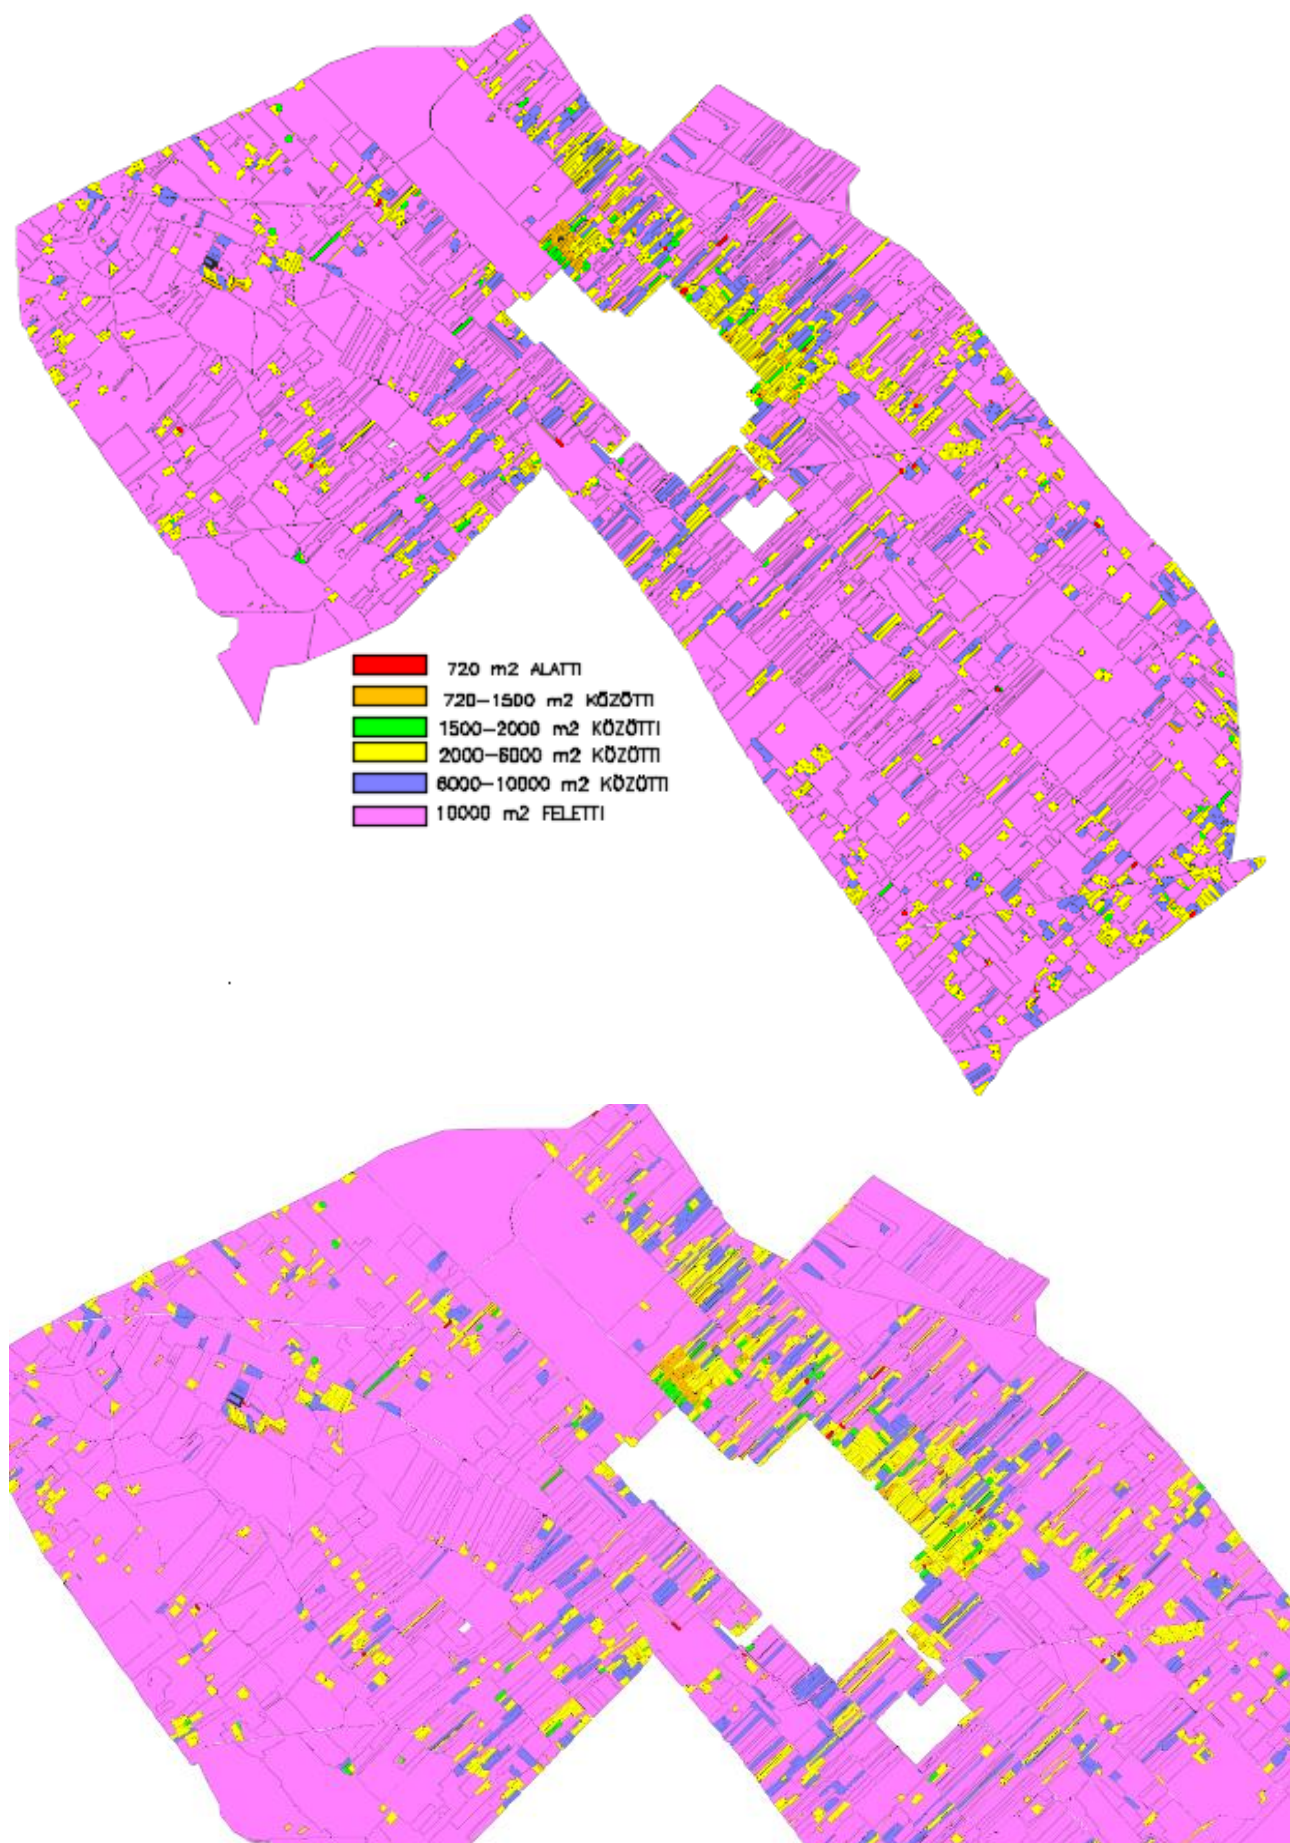 720 m2 ALATTI
720-1500 m2 KÖZÖTTI
1500-2000 m2 KÖZÖTTI
2000-6000 m2 KÖZÖTTI
6000-10000 m2 KÖZÖTTI
10000 m2 FELETTI